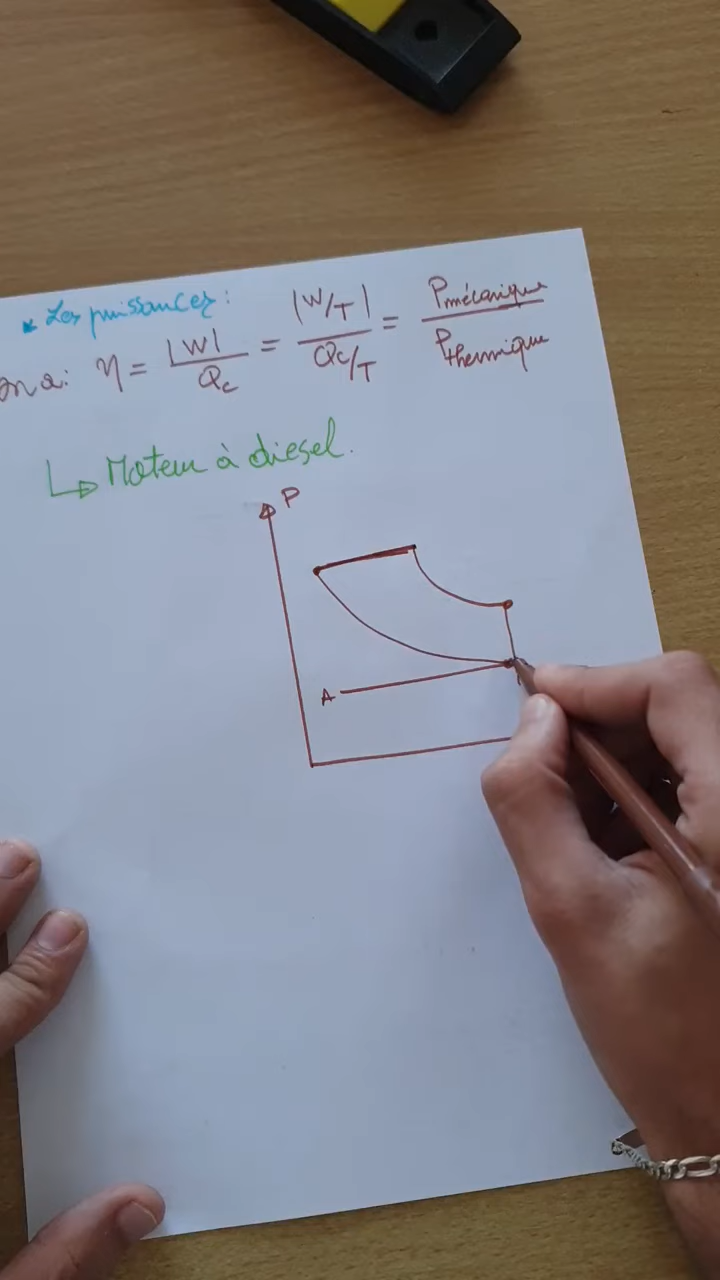 * Les puissances :
on a: η = |W| / Qc = |W/T| / Qc/T = Pmécanique / Pthermique
↳ Moteur à diesel.
P
A